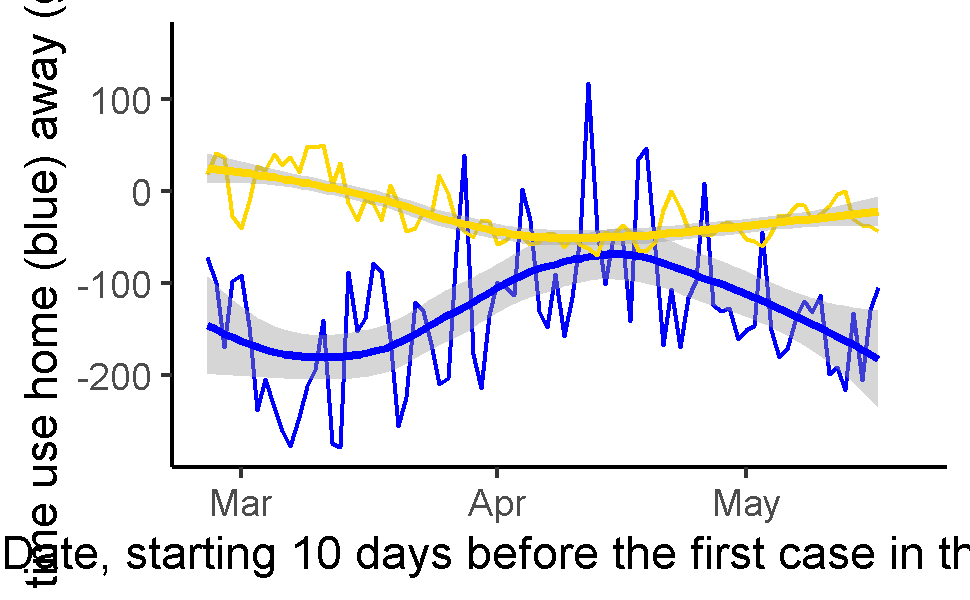 time use home (blue) away (
100
0
-100
-200
Mar Apr May
Date, starting 10 days before the first case in th